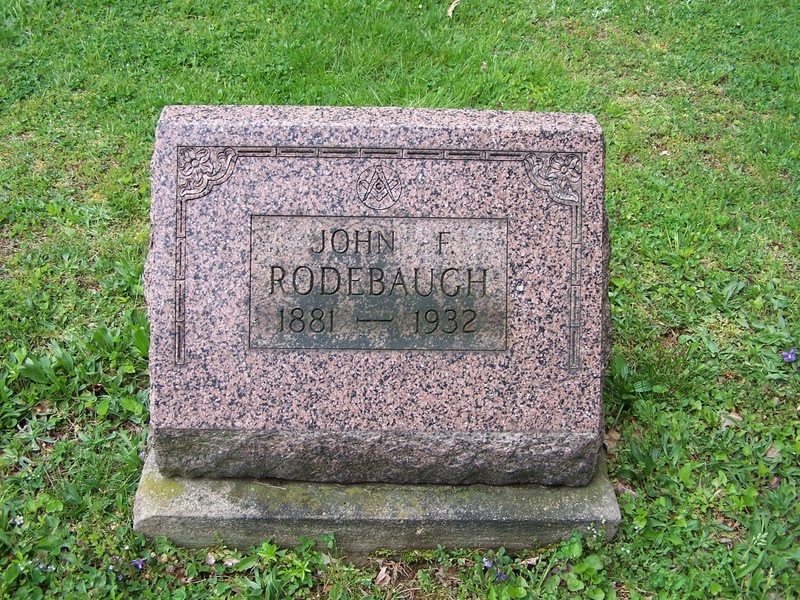 JOHN F.
RODEBAUGH
1881 — 1932